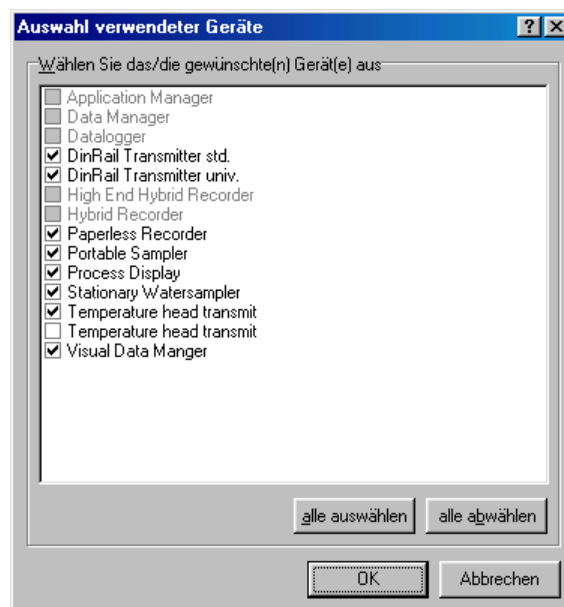 Auswahl verwendeter Geräte
Wählen Sie das/die gewünschte(n) Gerät(e) aus
Application Manager
Data Manager
Datalogger
DinRail Transmitter std.
DinRail Transmitter univ.
High End Hybrid Recorder
Hybrid Recorder
Paperless Recorder
Portable Sampler
Process Display
Stationary Watersampler
Temperature head transmit
Temperature head transmit
Visual Data Manger
alle auswählen alle abwählen
OK Abbrechen